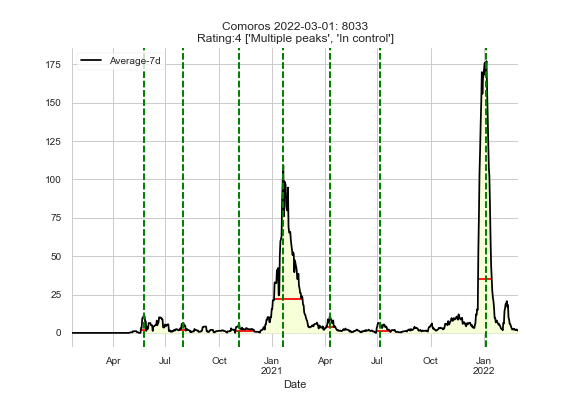 Comoros 2022-03-01: 8033
Rating:4 ['Multiple peaks', 'In control']
Average-7d
175
150
125
100
75
50
25
0
Apr
Jul
Oct
Jan
2021
Apr
Jul
Oct
Jan
2022
Date